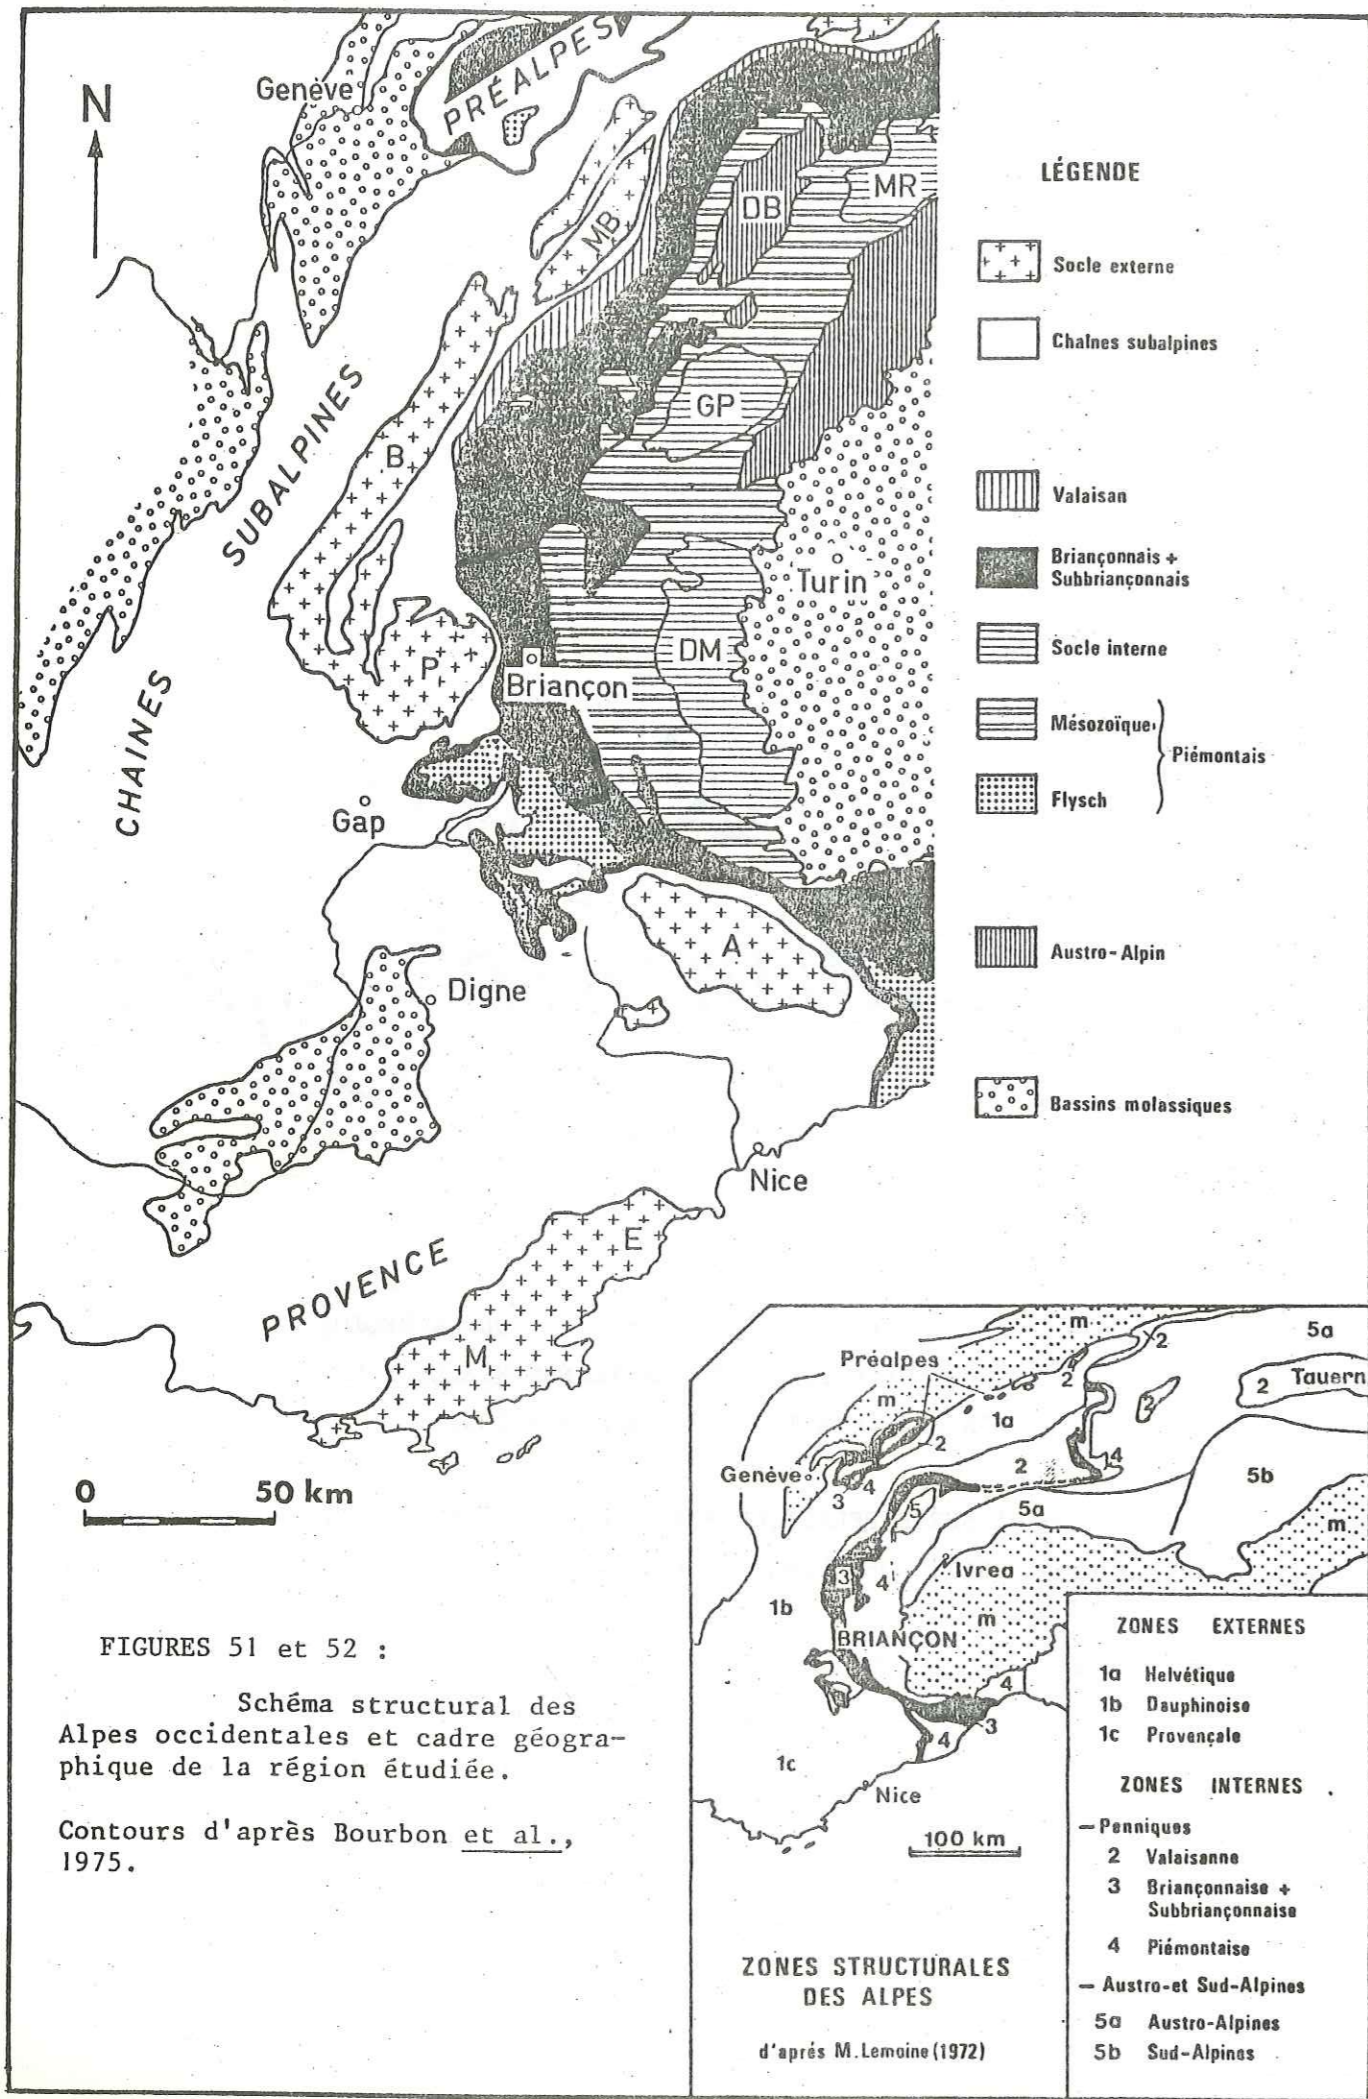 N
Genève
PRÉALPES
MB
DB
MR
GP
B
CHAINES SUBALPINES
Turin
DM
P
Briançon
Gap
A
Digne
Nice
PROVENCE
E
M
0 50 km
LÉGENDE
Socle externe
Chaînes subalpines
Valaisan
Briançonnais +
Subbriançonnais
Socle interne
Mésozoïque
Flysch
Piémontais
Austro-Alpin
Bassins molassiques
FIGURES 51 et 52 :
Schéma structural des
Alpes occidentales et cadre géogra-
phique de la région étudiée.
Contours d'après Bourbon et al.,
1975.
m
2
5a
Préalpes
2
2
Tauern
m
1a
2
2
Genève
4
3
4
2
5b
5
5a
m
Ivrea
3
4
m
1b
BRIANÇON
4
3
4
1c
Nice
100 km
ZONES STRUCTURALES
DES ALPES
d'aprés M. Lemoine (1972)
ZONES EXTERNES
1a Helvétique
1b Dauphinoise
1c Provençale
ZONES INTERNES
— Penniques
2 Valaisanne
3 Briançonnaise +
Subbriançonnaise
4 Piémontaise
— Austro-et Sud-Alpines
5a Austro-Alpines
5b Sud-Alpines